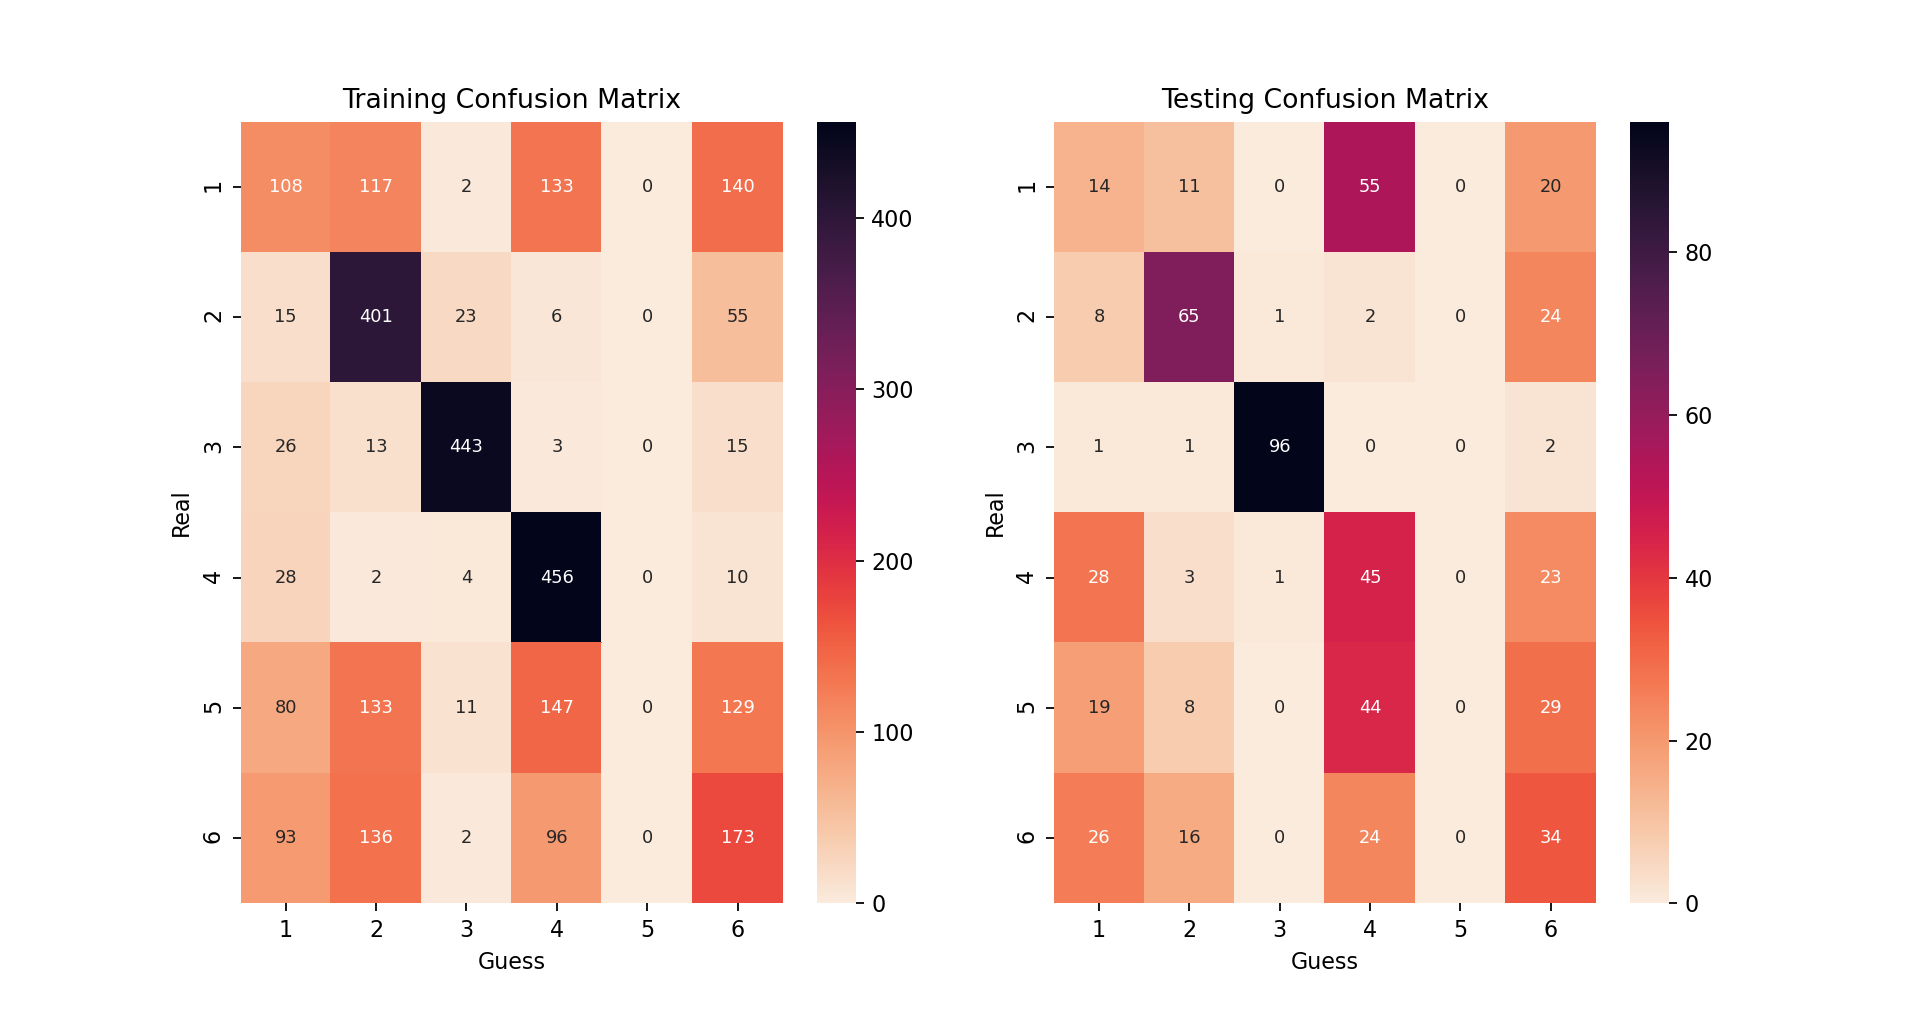 Training Confusion Matrix
1 108 117 2 133 0 140
2 15 401 23 6 0 55
3 26 13 443 3 0 15
4 28 2 4 456 0 10
5 80 133 11 147 0 129
6 93 136 2 96 0 173
1 2 3 4 5 6
Guess
Real
400
300
200
100
0
Testing Confusion Matrix
1 14 11 0 55 0 20
2 8 65 1 2 0 24
3 1 1 96 0 0 2
4 28 3 1 45 0 23
5 19 8 0 44 0 29
6 26 16 0 24 0 34
1 2 3 4 5 6
Guess
Real
80
60
40
20
0